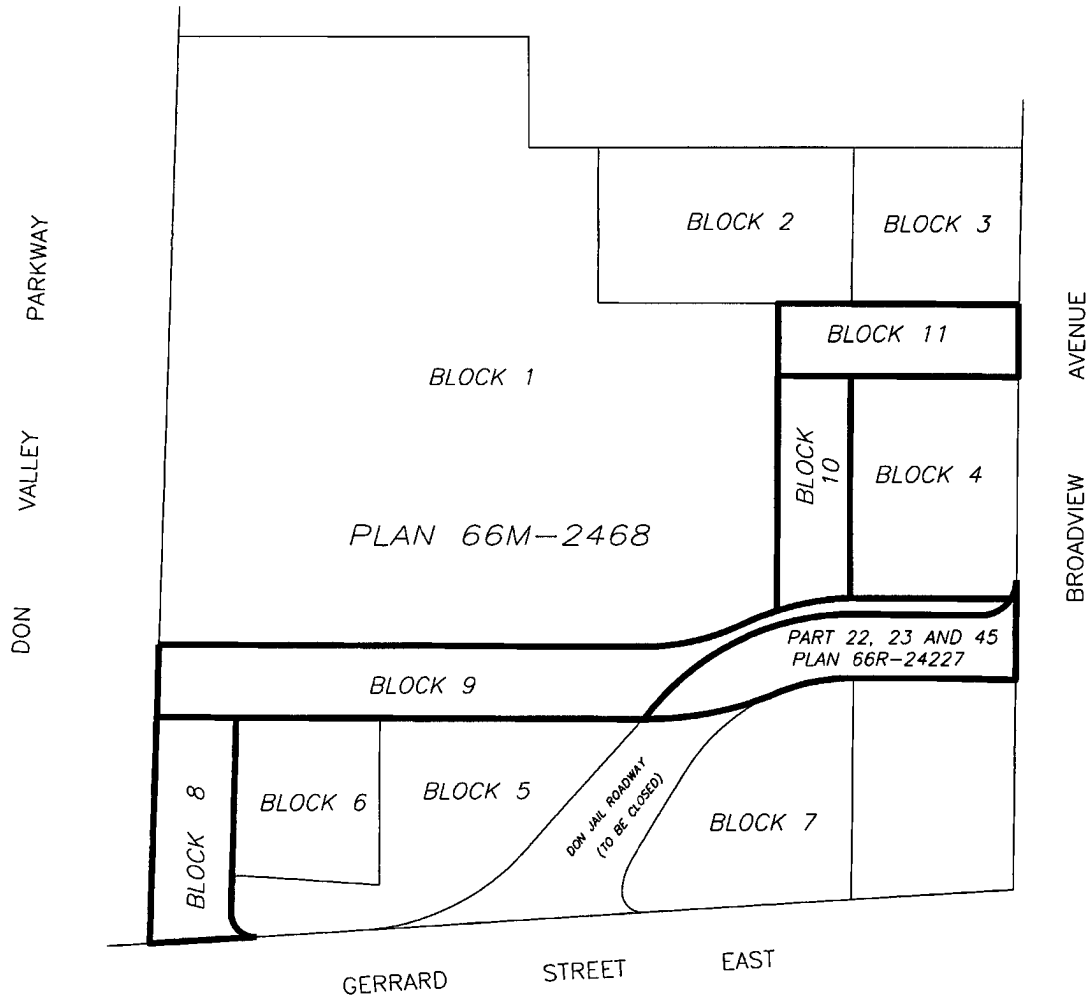 BLOCK 2
BLOCK 3
DON VALLEY PARKWAY
BLOCK 11
BROADVIEW AVENUE
BLOCK 1
BLOCK
10
BLOCK 4
PLAN 66M-2468
PART 22, 23 AND 45
PLAN 66R-24227
BLOCK 9
BLOCK 8
BLOCK 6
BLOCK 5
DON JAIL ROADWAY
(TO BE CLOSED)
BLOCK 7
GERRARD STREET EAST